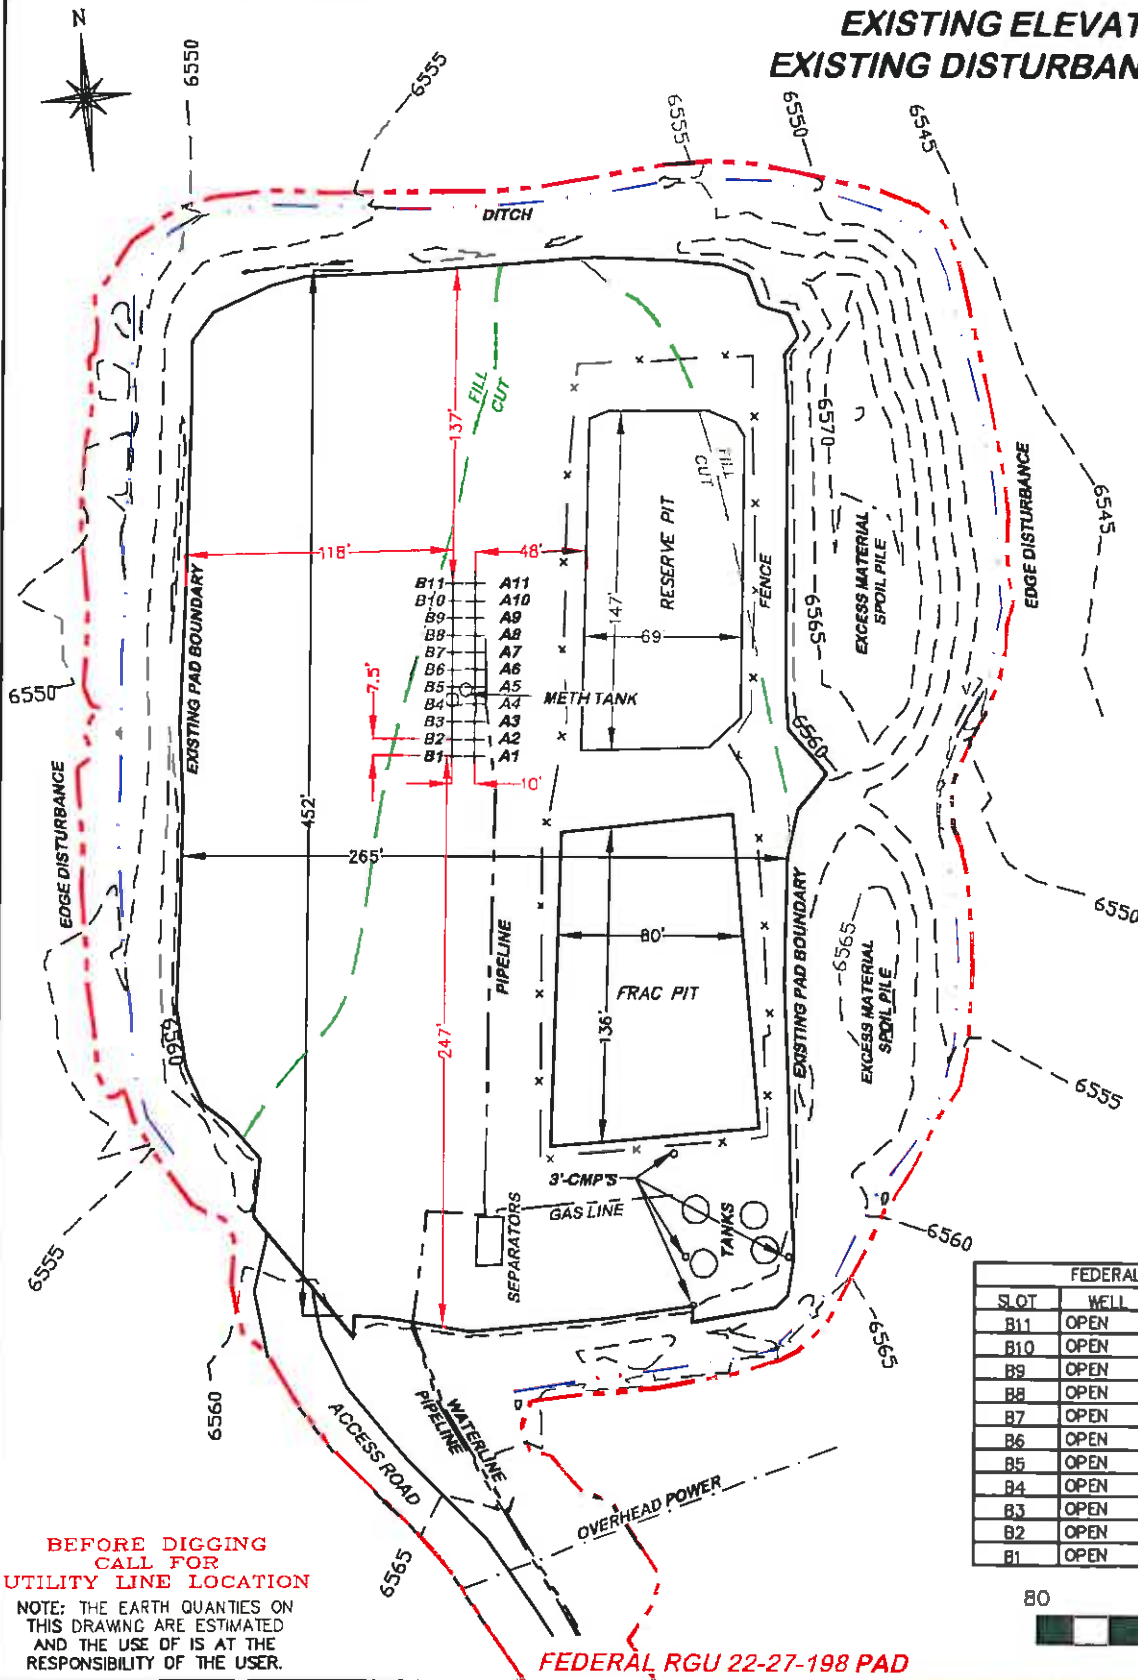 EXISTING ELEVAT
EXISTING DISTURBAN
N
6550
6555
6555
6550
6545
DITCH
FILL
CUT
137'
FILL
CUT
6570
6545
118'
48'
RESERVE PIT
147'
69'
FENCE
6565
EXCESS MATERIAL
SPOIL PILE
EDGE DISTURBANCE
EXISTING PAD BOUNDARY
B11 A11
B10 A10
B9 A9
B8 A8
B7 A7
B6 A6
B5 A5
B4 A4
B3 A3
B2 A2
B1 A1
7.5'
METH TANK
10'
6550
6560
EDGE DISTURBANCE
452'
265'
PIPELINE
80'
FRAC PIT
136'
247'
EXISTING PAD BOUNDARY
6565
EXCESS MATERIAL
SPOIL PILE
6550
6560
6555
3'-CMP'S
GAS LINE
SEPARATORS
TANKS
6555
6560
6565
6560
ACCESS ROAD
WATERLINE
PIPELINE
OVERHEAD POWER
6565
FEDERAL
SLOT WELL
B11 OPEN
B10 OPEN
B9 OPEN
B8 OPEN
B7 OPEN
B6 OPEN
B5 OPEN
B4 OPEN
B3 OPEN
B2 OPEN
B1 OPEN
80
BEFORE DIGGING
CALL FOR
UTILITY LINE LOCATION
NOTE: THE EARTH QUANTIES ON
THIS DRAWING ARE ESTIMATED
AND THE USE OF IS AT THE
RESPONSIBILITY OF THE USER.
FEDERAL RGU 22-27-198 PAD